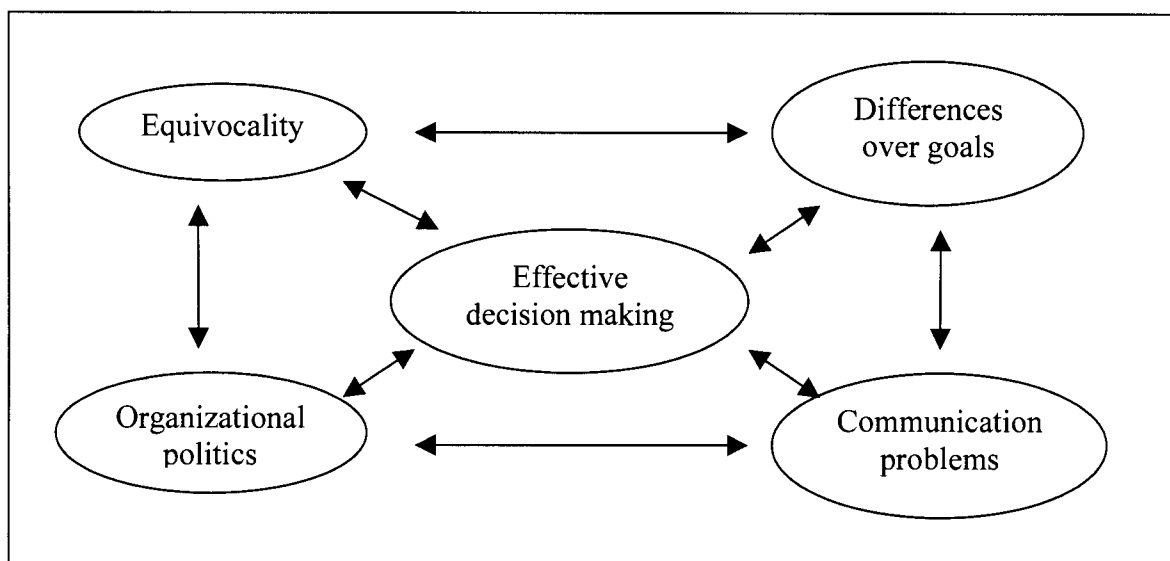 Equivocality
Differences
over goals
Effective
decision making
Organizational
politics
Communication
problems